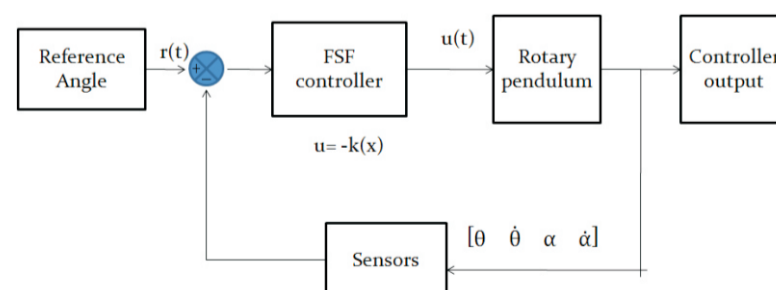 Reference
Angle
r(t)
+
−
FSF
controller
u= -k(x)
u(t)
Rotary
pendulum
Controller
output
[θ θ̇ α α̇]
Sensors